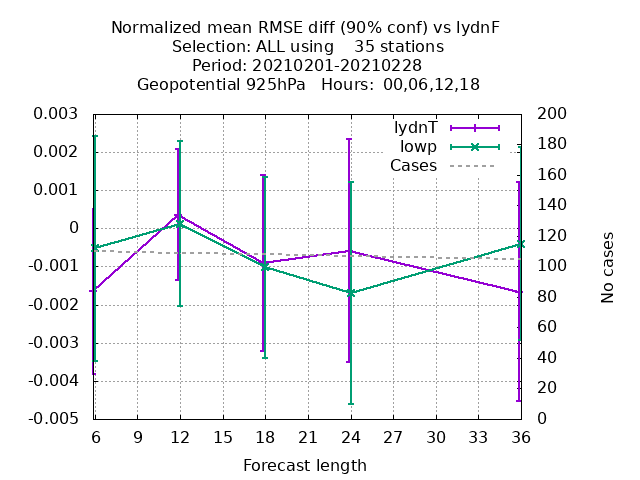 Normalized mean RMSE diff (90% conf) vs lydnF
Selection: ALL using    35 stations
Period: 20210201-20210228
Geopotential 925hPa   Hours:  00,06,12,18
0.003
0.002
0.001
0
-0.001
-0.002
-0.003
-0.004
-0.005
lydnT
lowp
Cases
200
180
160
140
120
100
80
60
40
20
0
No cases
6 9 12 15 18 21 24 27 30 33 36
Forecast length